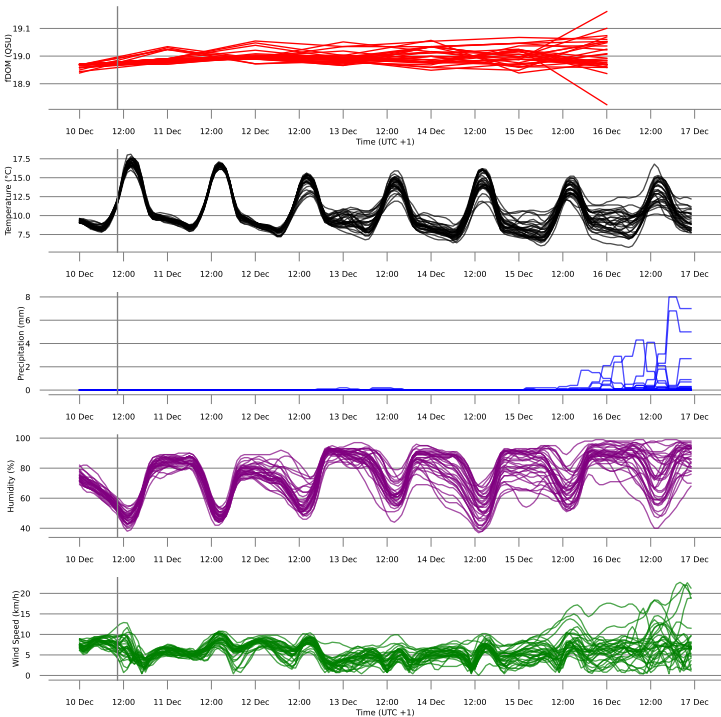 19.1
19.0
18.9
fDOM (QSU)
10 Dec 12:00 11 Dec 12:00 12 Dec 12:00 13 Dec 12:00 14 Dec 12:00 15 Dec 12:00 16 Dec 12:00 17 Dec
Time (UTC +1)
17.5
15.0
12.5
10.0
7.5
Temperature (°C)
10 Dec 12:00 11 Dec 12:00 12 Dec 12:00 13 Dec 12:00 14 Dec 12:00 15 Dec 12:00 16 Dec 12:00 17 Dec
8
6
4
2
0
Precipitation (mm)
10 Dec 12:00 11 Dec 12:00 12 Dec 12:00 13 Dec 12:00 14 Dec 12:00 15 Dec 12:00 16 Dec 12:00 17 Dec
100
80
60
40
Humidity (%)
10 Dec 12:00 11 Dec 12:00 12 Dec 12:00 13 Dec 12:00 14 Dec 12:00 15 Dec 12:00 16 Dec 12:00 17 Dec
20
15
10
5
0
Wind Speed (km/h)
10 Dec 12:00 11 Dec 12:00 12 Dec 12:00 13 Dec 12:00 14 Dec 12:00 15 Dec 12:00 16 Dec 12:00 17 Dec
Time (UTC +1)